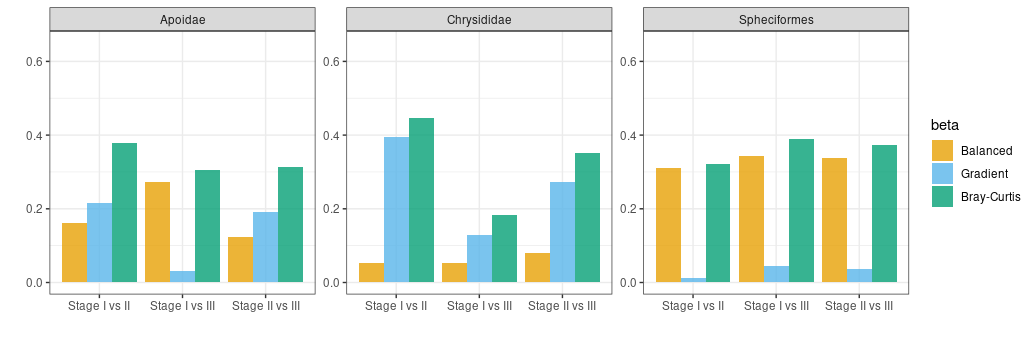 Apoidae
Chrysididae
Spheciformes
0.6
0.4
0.2
0.0
0.6
0.4
0.2
0.0
0.6
0.4
0.2
0.0
Stage I vs II
Stage I vs III
Stage II vs III
Stage I vs II
Stage I vs III
Stage II vs III
Stage I vs II
Stage I vs III
Stage II vs III
beta
Balanced
Gradient
Bray-Curtis